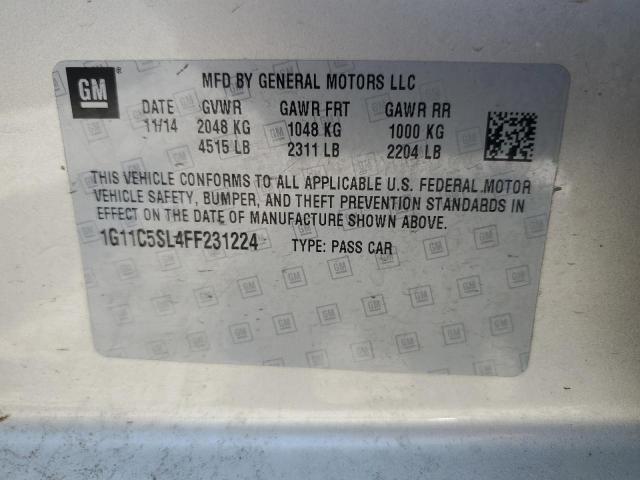 GM ®
MFD BY GENERAL MOTORS LLC
DATE GVWR GAWR FRT GAWR RR
11/14 2048 KG 1048 KG 1000 KG
4515 LB 2311 LB 2204 LB
THIS VEHICLE CONFORMS TO ALL APPLICABLE U.S. FEDERAL MOTOR
VEHICLE SAFETY, BUMPER, AND THEFT PREVENTION STANDARDS IN
EFFECT ON THE DATE OF MANUFACTURE SHOWN ABOVE.
1G11C5SL4FF231224 TYPE: PASS CAR